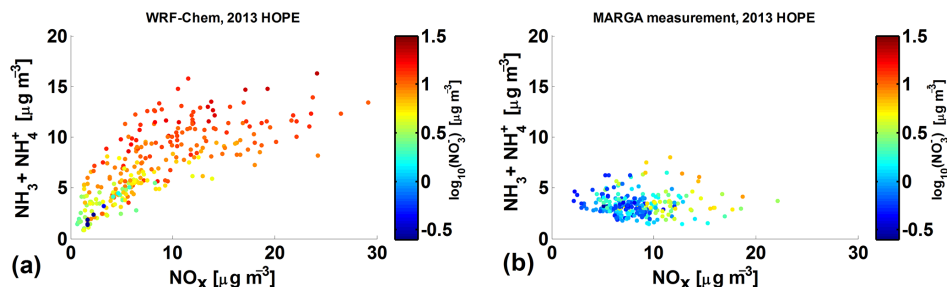 WRF-Chem, 2013 HOPE
20
15
10
5
0
NH₃ + NH₄⁺ [μg m⁻³]
0 10 20 30
NOₓ [μg m⁻³]
(a)
1.5
1
0.5
0
-0.5
log₁₀(NO₃⁻) [μg m⁻³]
MARGA measurement, 2013 HOPE
20
15
10
5
0
NH₃ + NH₄⁺ [μg m⁻³]
0 10 20 30
NOₓ [μg m⁻³]
(b)
1.5
1
0.5
0
-0.5
log₁₀(NO₃⁻) [μg m⁻³]